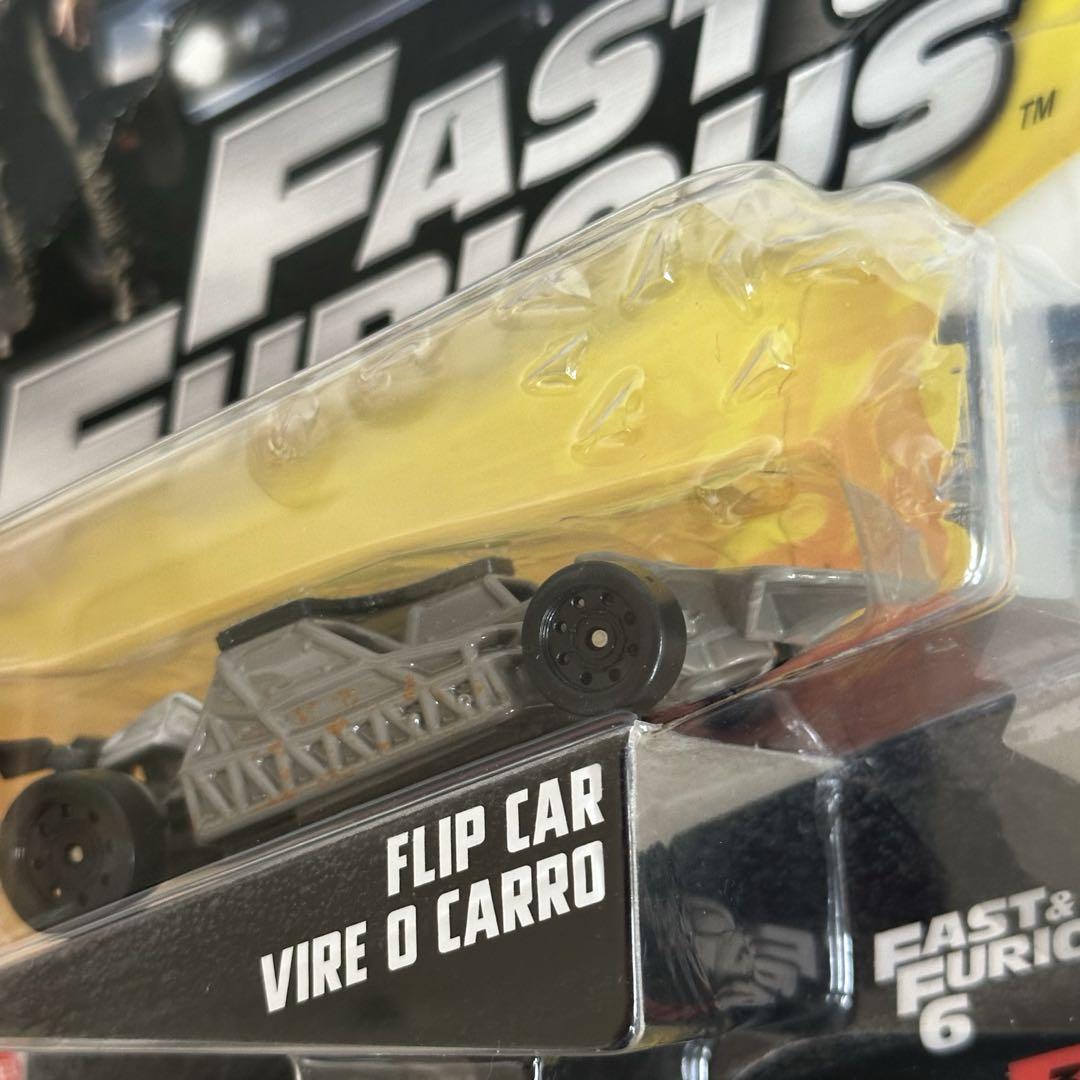 FAST &
FURIOUS
TM
FLIP CAR
VIRE O CARRO
FAST &
FURIO
6